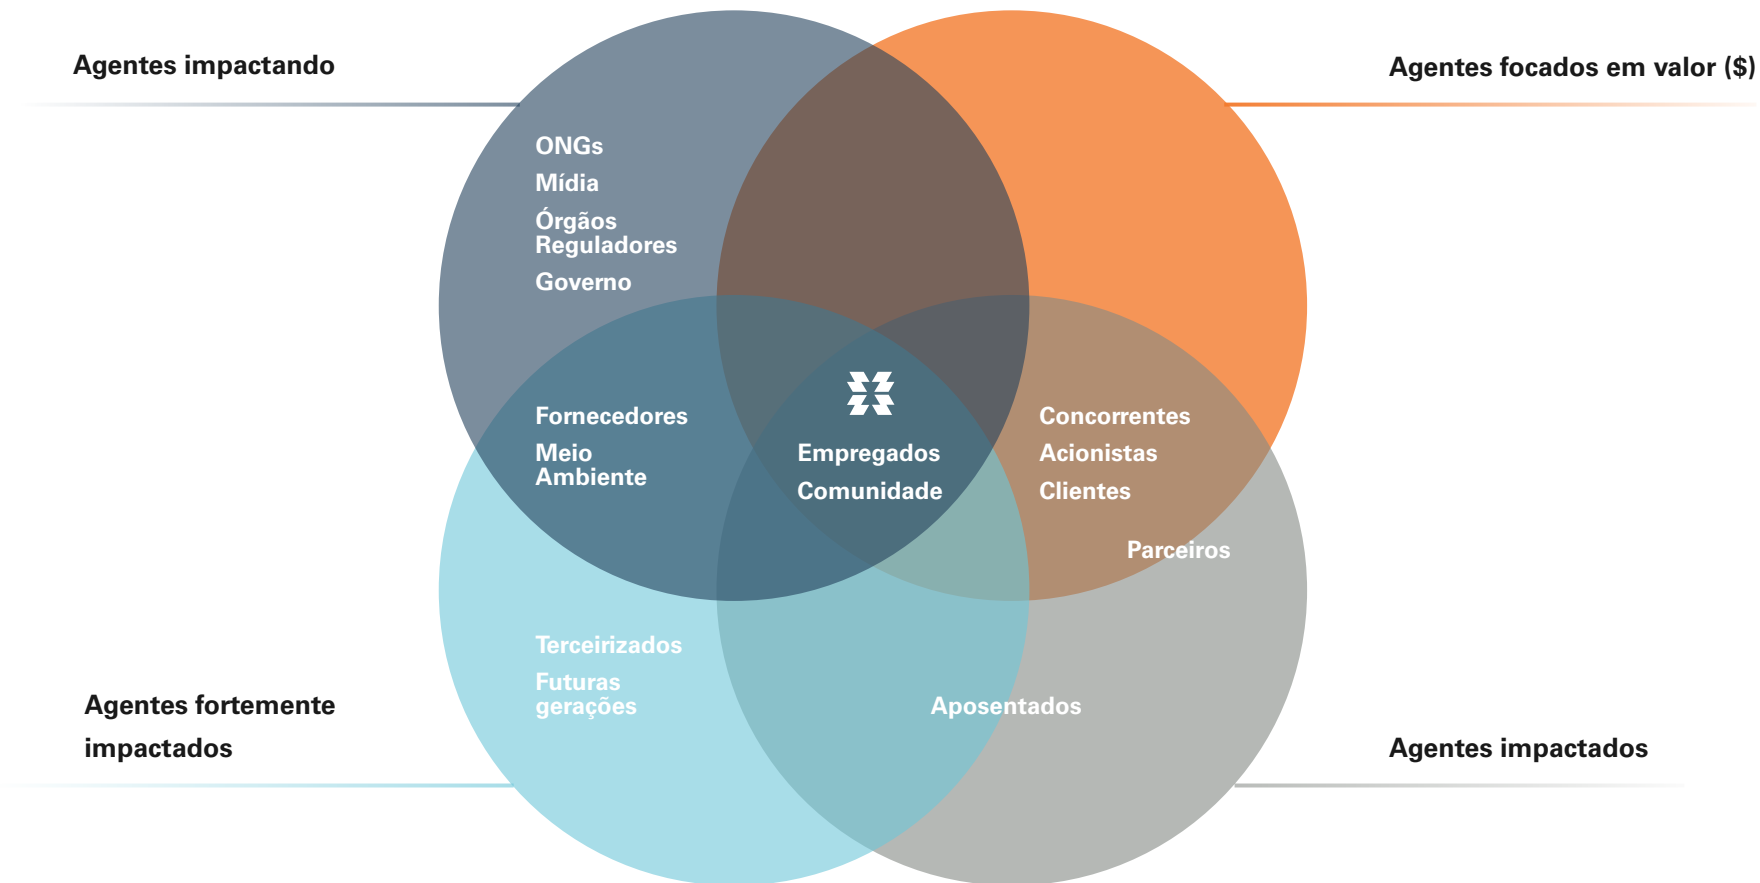 Agentes impactando
Agentes focados em valor ($)
ONGs
Mídia
Órgãos
Reguladores
Governo
Fornecedores
Meio
Ambiente
Empregados
Comunidade
Concorrentes
Acionistas
Clientes
Parceiros
Terceirizados
Futuras
gerações
Aposentados
Agentes fortemente
impactados
Agentes impactados